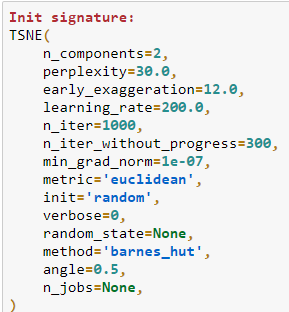 Init signature:
TSNE(
    n_components=2,
    perplexity=30.0,
    early_exaggeration=12.0,
    learning_rate=200.0,
    n_iter=1000,
    n_iter_without_progress=300,
    min_grad_norm=1e-07,
    metric='euclidean',
    init='random',
    verbose=0,
    random_state=None,
    method='barnes_hut',
    angle=0.5,
    n_jobs=None,
)